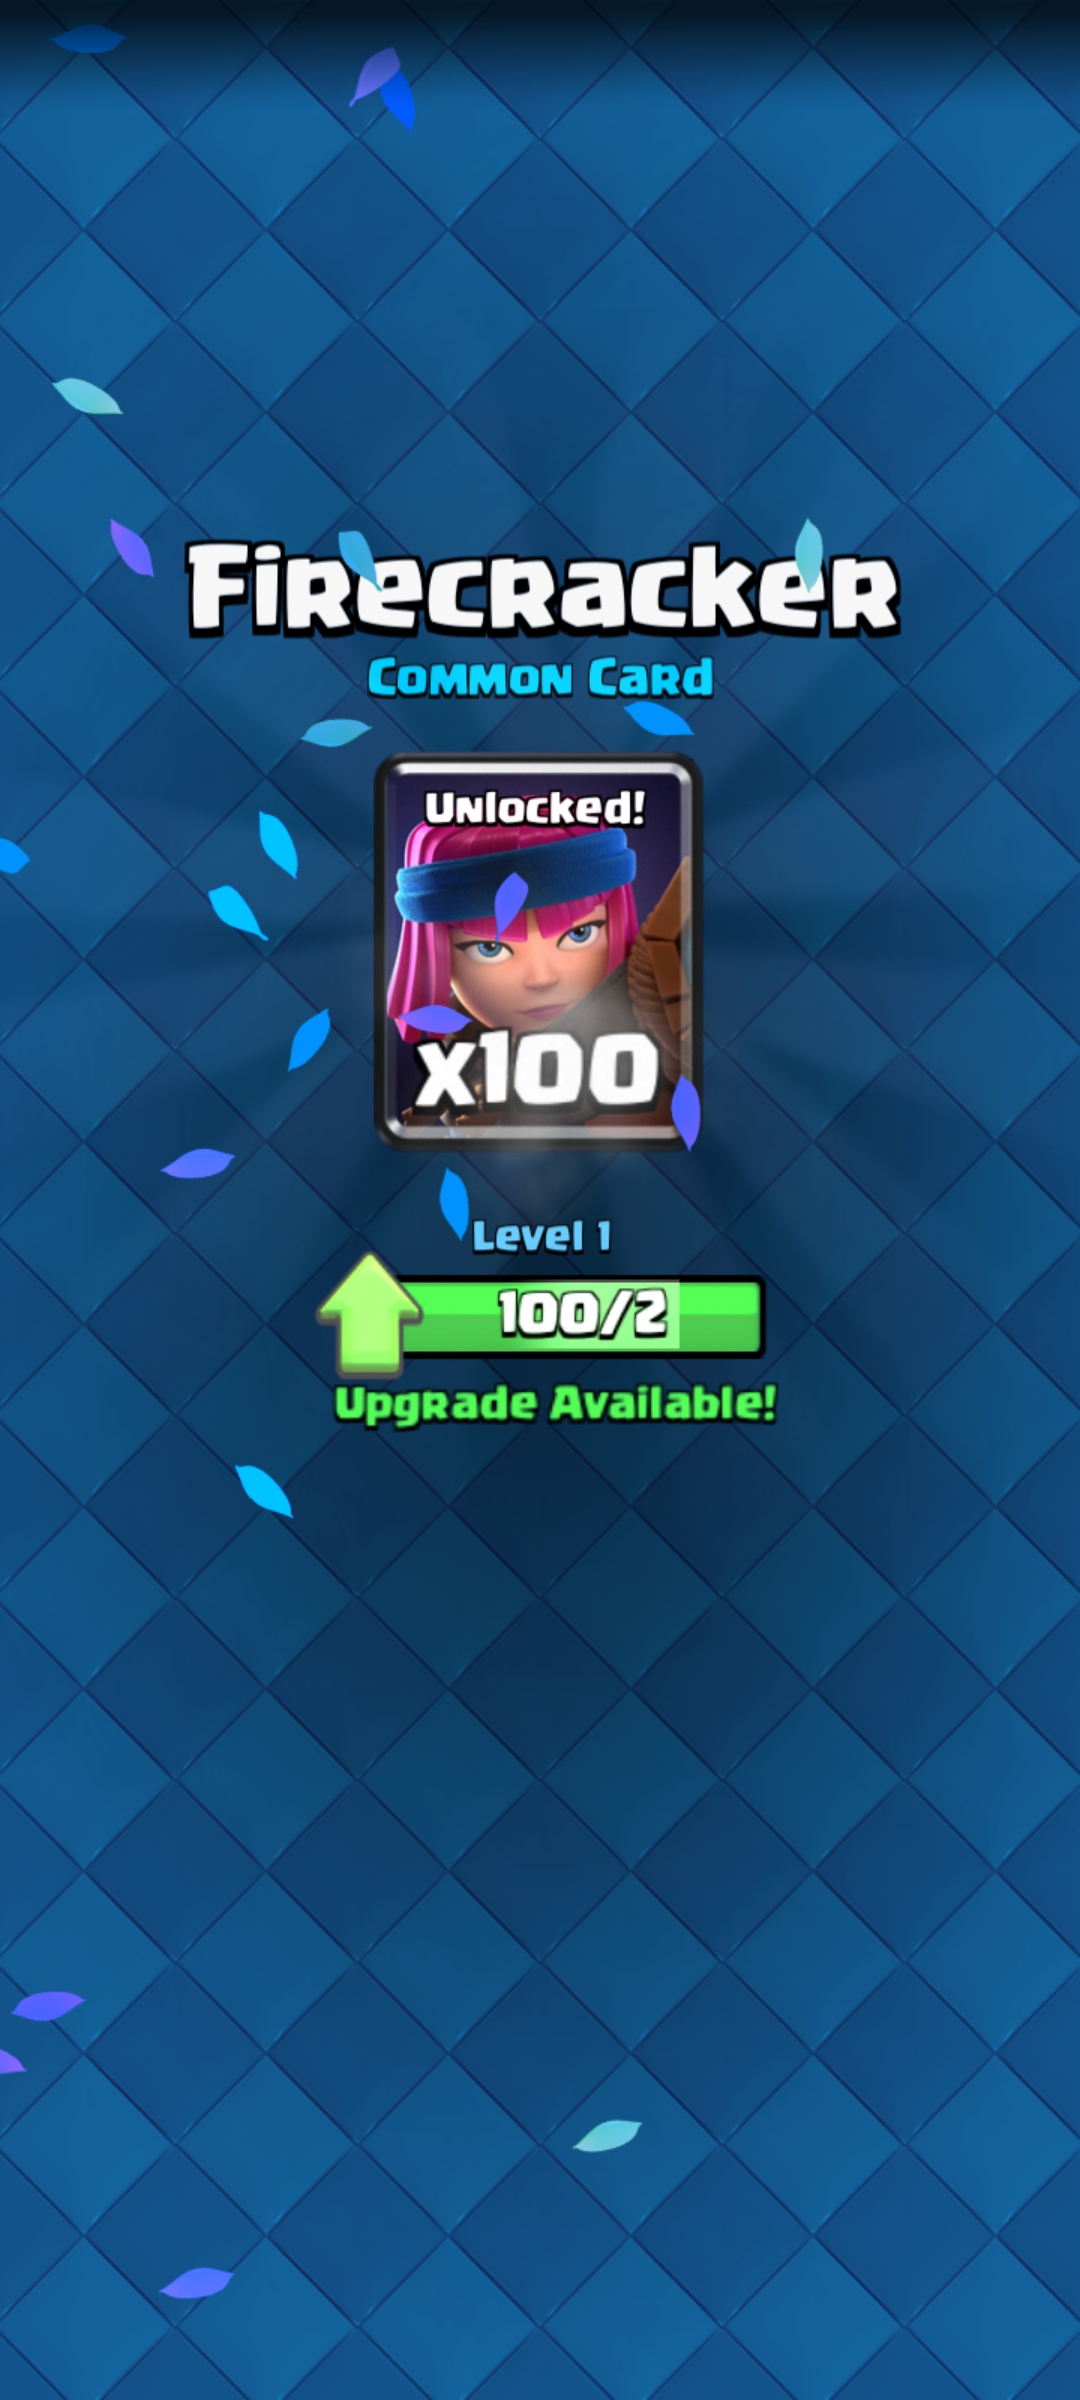 Firecracker
Common Card
Unlocked!
x100
Level 1
100/2
Upgrade Available!